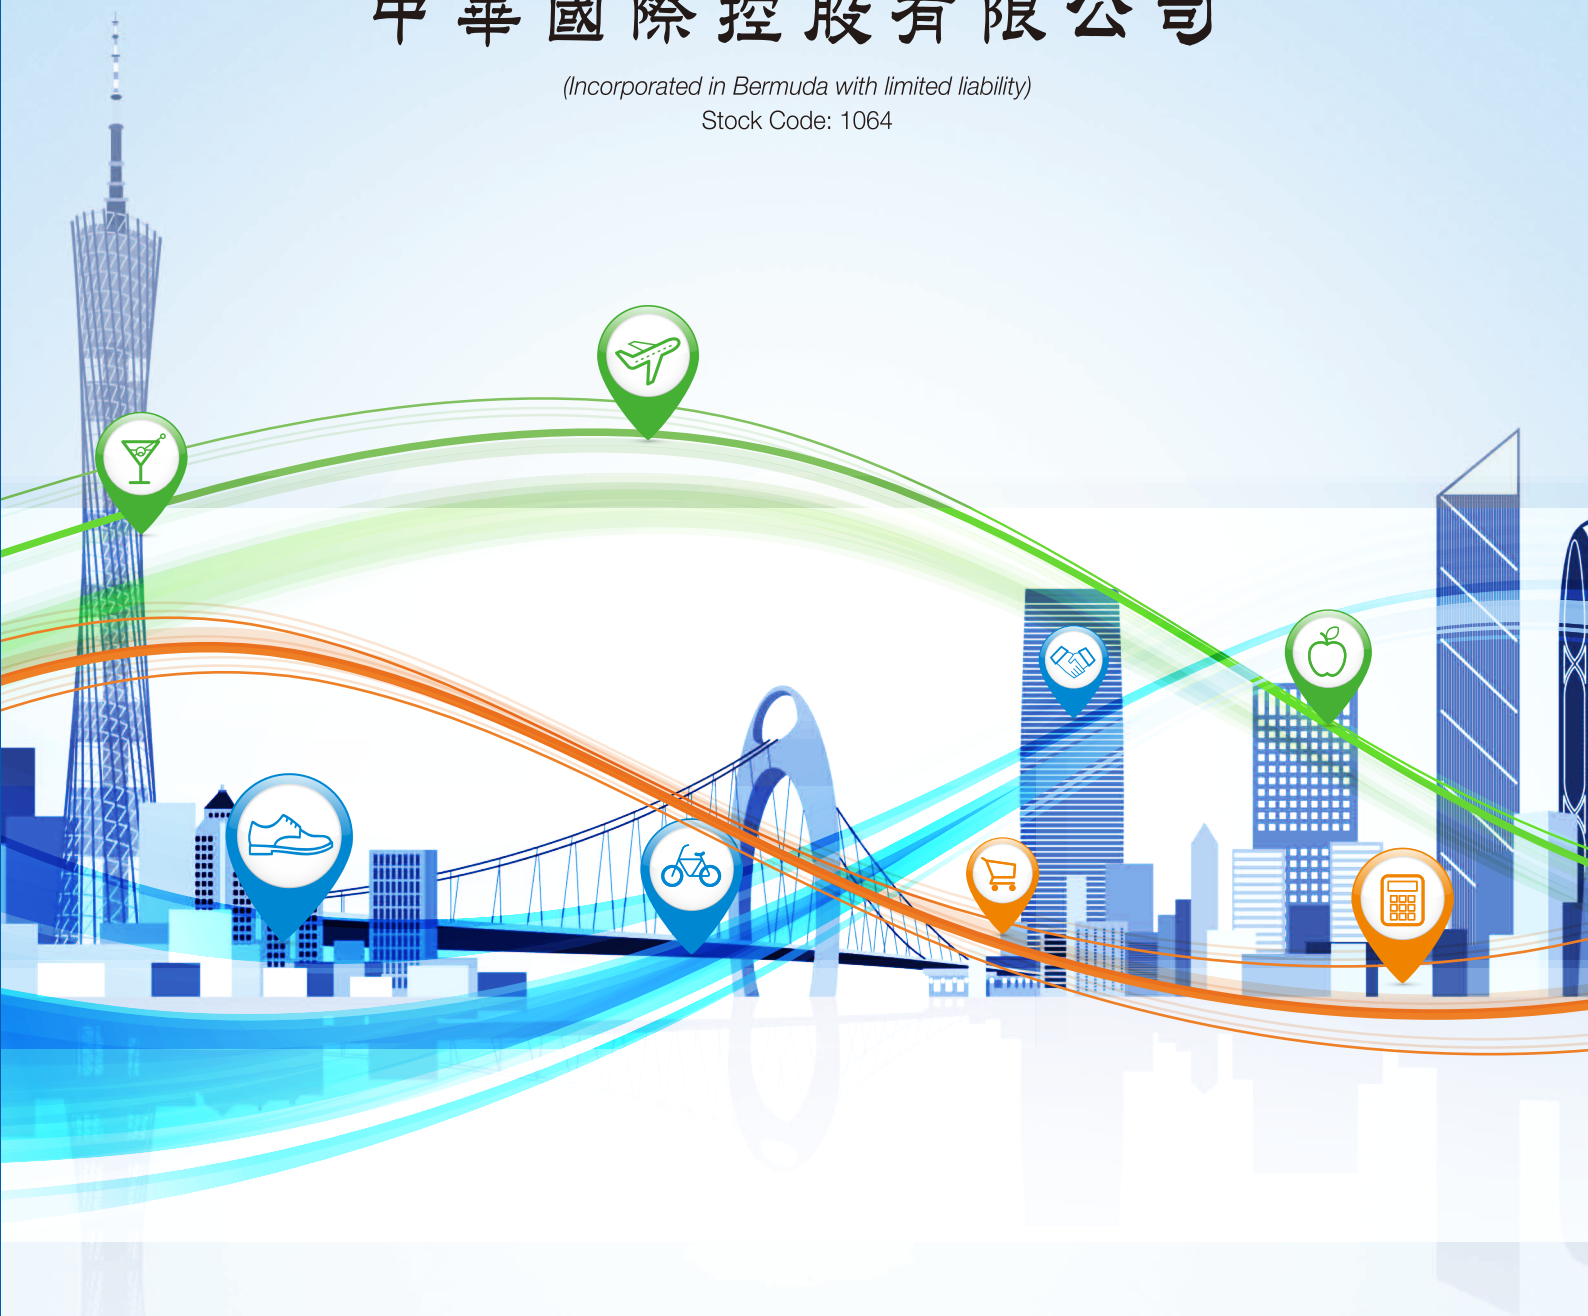 中華國際控股有限公司
(Incorporated in Bermuda with limited liability)
Stock Code: 1064